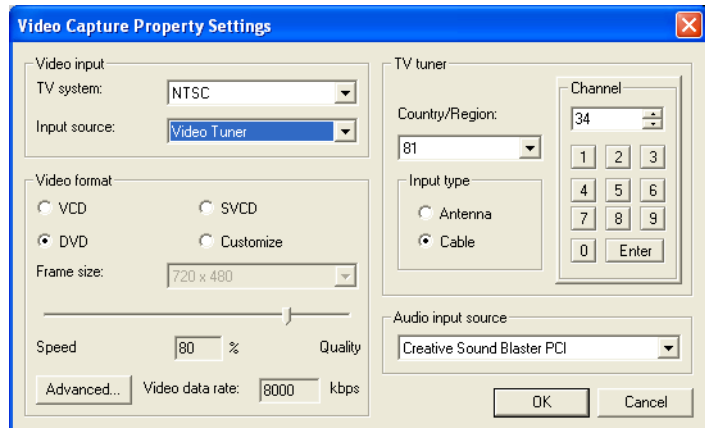 Video Capture Property Settings
Video input
TV system:
NTSC
Input source:
Video Tuner
Video format
VCD
SVCD
DVD
Customize
Frame size:
720 x 480
Speed
80
%
Quality
Advanced...
Video data rate:
8000
kbps
TV tuner
Country/Region:
81
Input type
Antenna
Cable
Channel
34
1 2 3
4 5 6
7 8 9
0 Enter
Audio input source
Creative Sound Blaster PCI
OK
Cancel